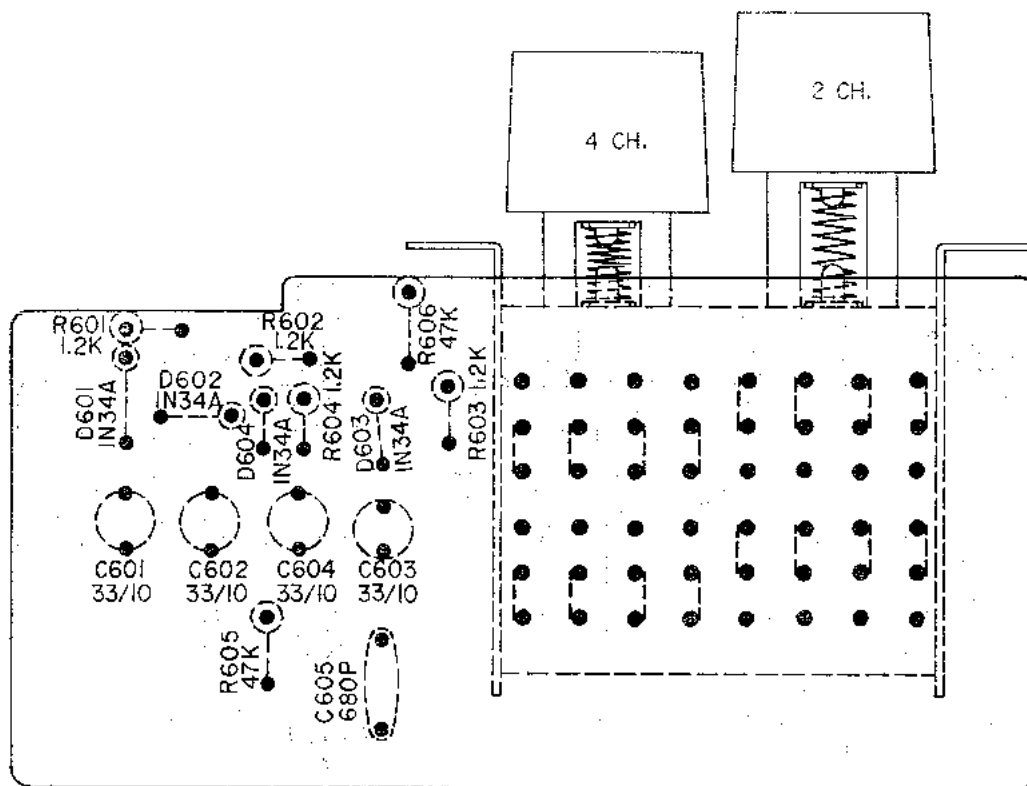 2 CH.
4 CH.
R601
1.2K
R602
1.2K
R606
47K
D601
IN34A
D602
IN34A
D604
IN34A
R604 1.2K
D603
IN34A
R603 1.2K
C601
33/10
C602
33/10
C604
33/10
C603
33/10
R605
47K
C605
680P